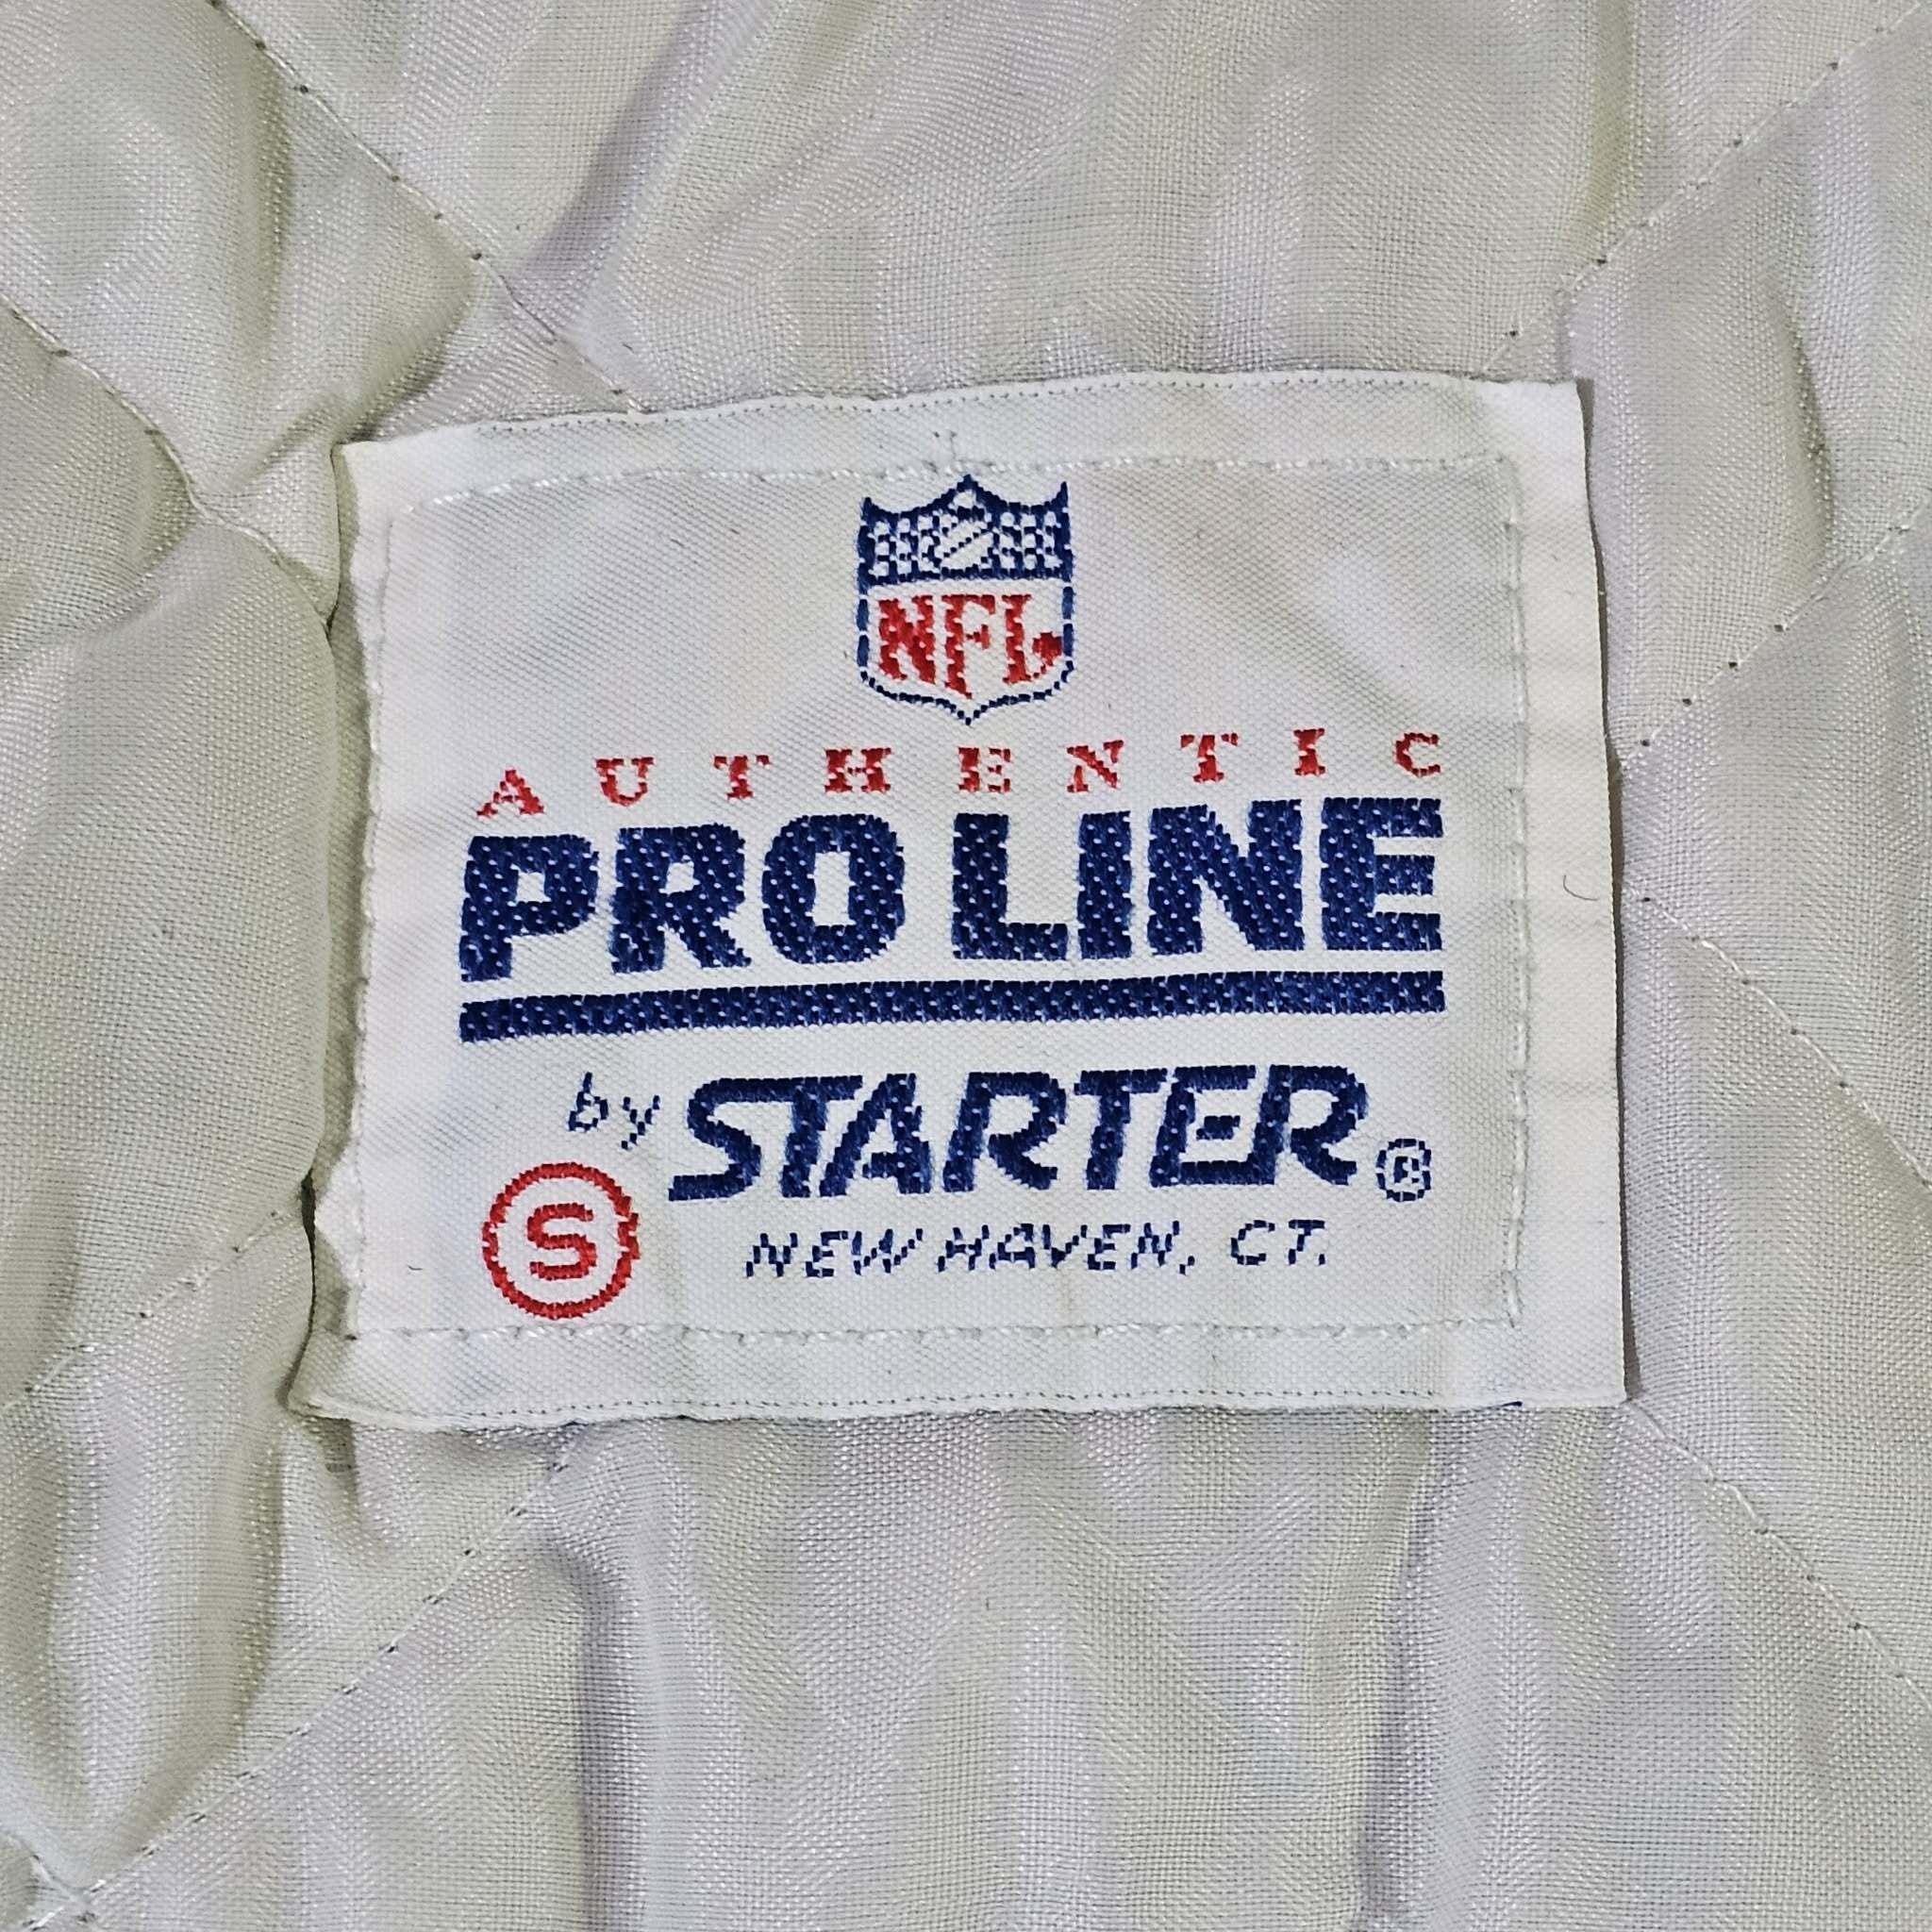 NFL
AUTHENTIC
PRO LINE
by STARTER®
S
NEW HAVEN, CT.